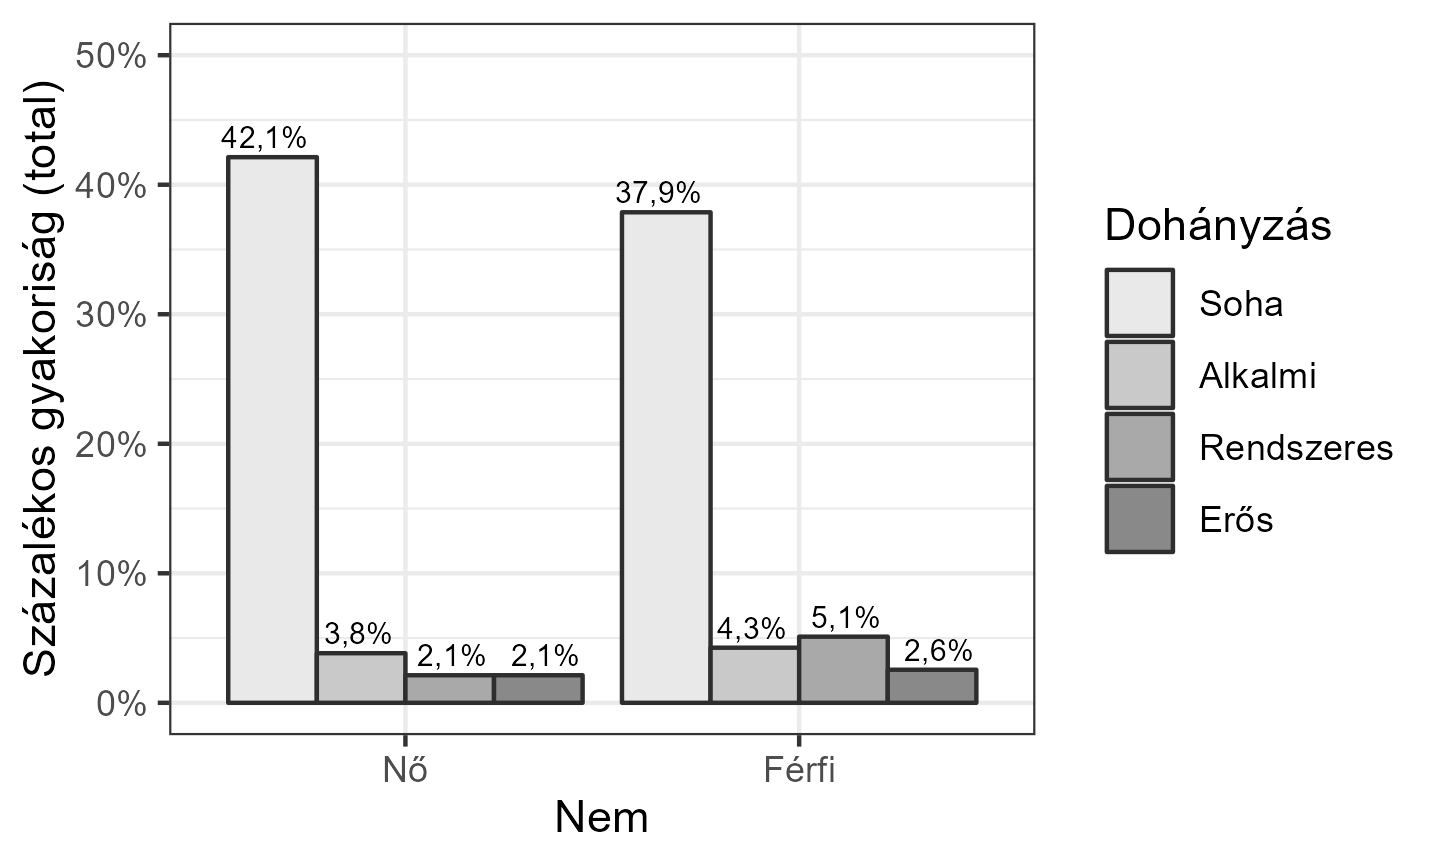 Százalékos gyakoriság (total)
50%
40%
30%
20%
10%
0%
42,1%
3,8%
2,1%
2,1%
37,9%
4,3%
5,1%
2,6%
Nő
Férfi
Nem
Dohányzás
Soha
Alkalmi
Rendszeres
Erős